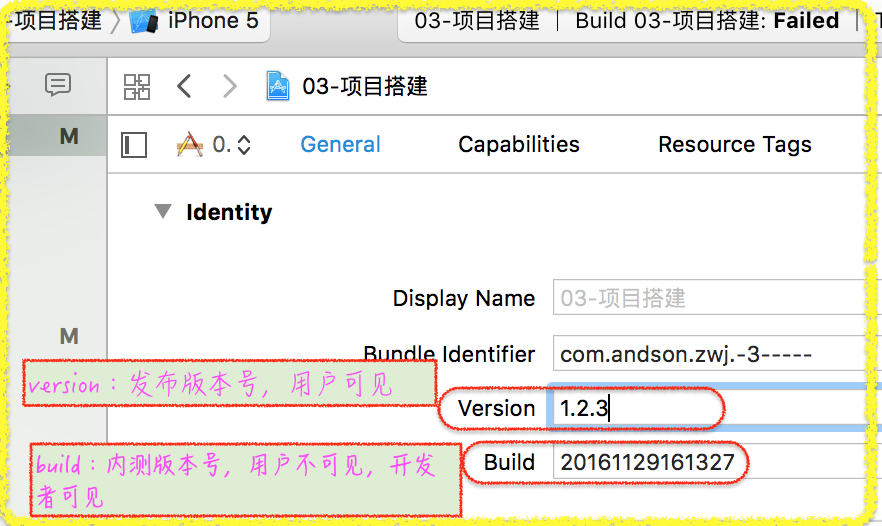 -项目搭建 iPhone 5 03-项目搭建 Build 03-项目搭建: Failed
03-项目搭建
M 0. General Capabilities Resource Tags
Identity
Display Name 03-项目搭建
M
Bundle Identifier com.andson.zwj.-3-----
version：发布版本号，用户可见
Version 1.2.3
build：内测版本号，用户不可见，开发
者可见
Build 20161129161327